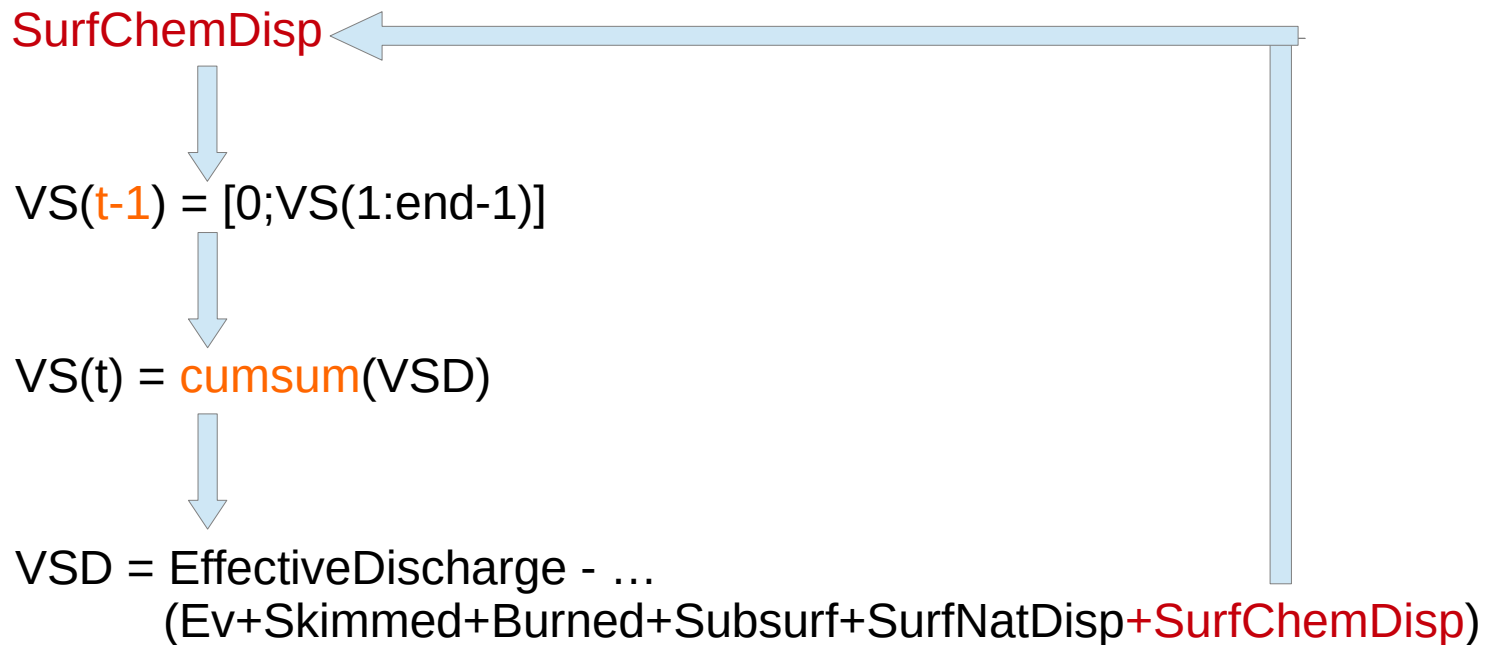 SurfChemDisp
VS(t-1) = [0;VS(1:end-1)]
VS(t) = cumsum(VSD)
VSD = EffectiveDischarge - …
(Ev+Skimmed+Burned+Subsurf+SurfNatDisp+SurfChemDisp)